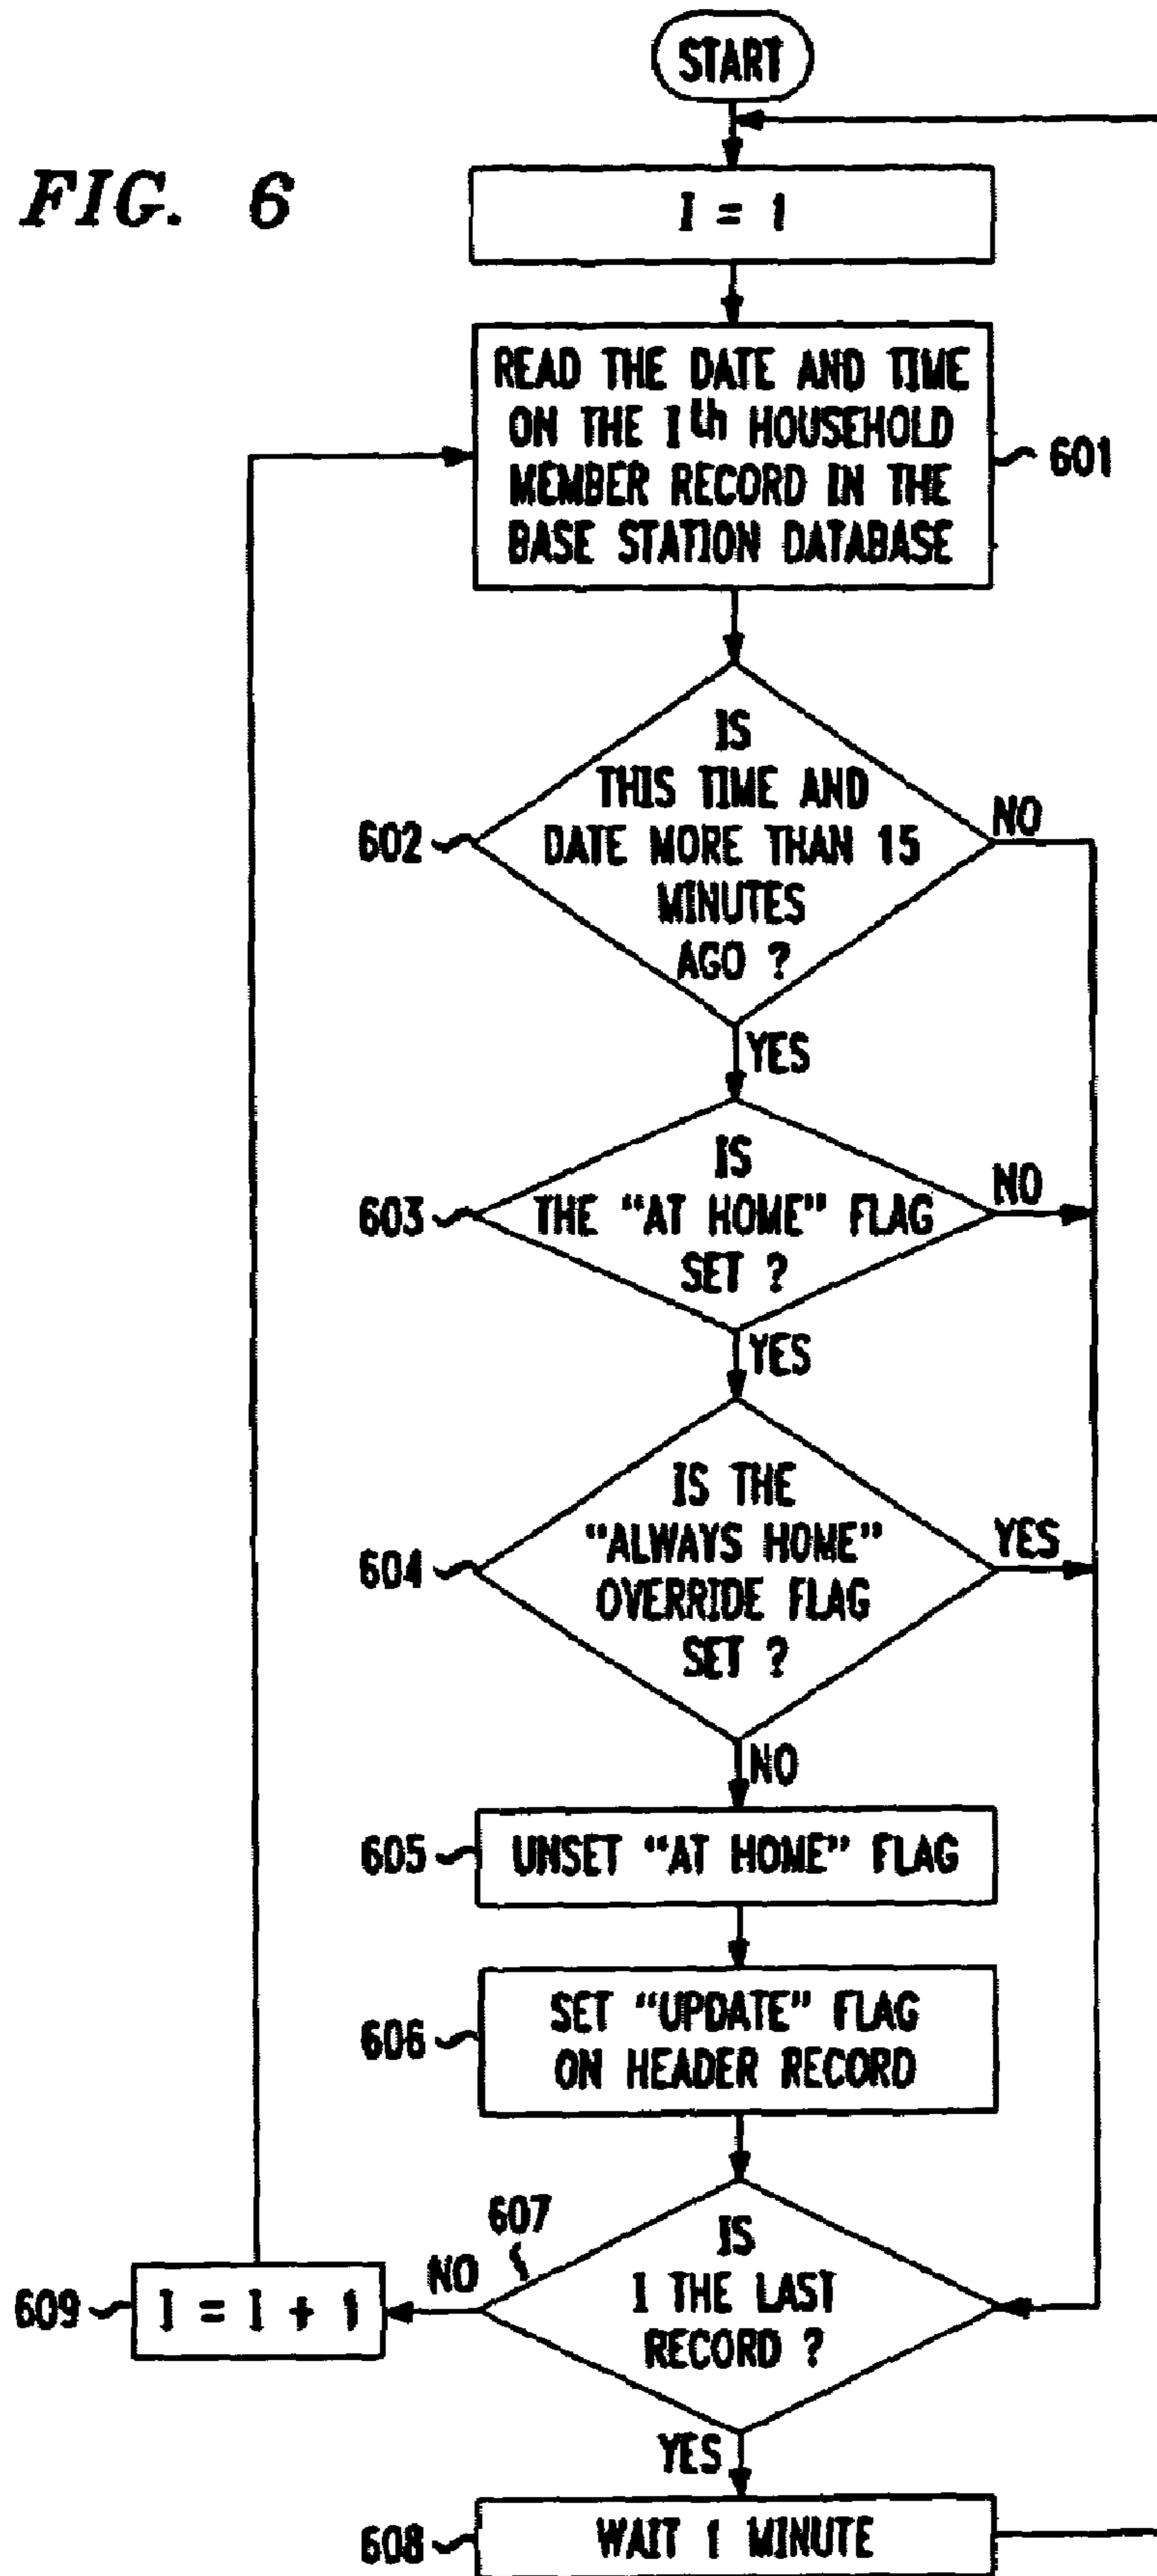 START
FIG. 6
I = 1
READ THE DATE AND TIME
ON THE Ith HOUSEHOLD
MEMBER RECORD IN THE
BASE STATION DATABASE
601
IS
THIS TIME AND
DATE MORE THAN 15
MINUTES
AGO ?
602
NO
YES
IS
THE "AT HOME" FLAG
SET ?
603
NO
YES
IS THE
"ALWAYS HOME"
OVERRIDE FLAG
SET ?
604
YES
NO
605
UNSET "AT HOME" FLAG
606
SET "UPDATE" FLAG
ON HEADER RECORD
607
IS
I THE LAST
RECORD ?
NO
609
I = I + 1
YES
608
WAIT 1 MINUTE